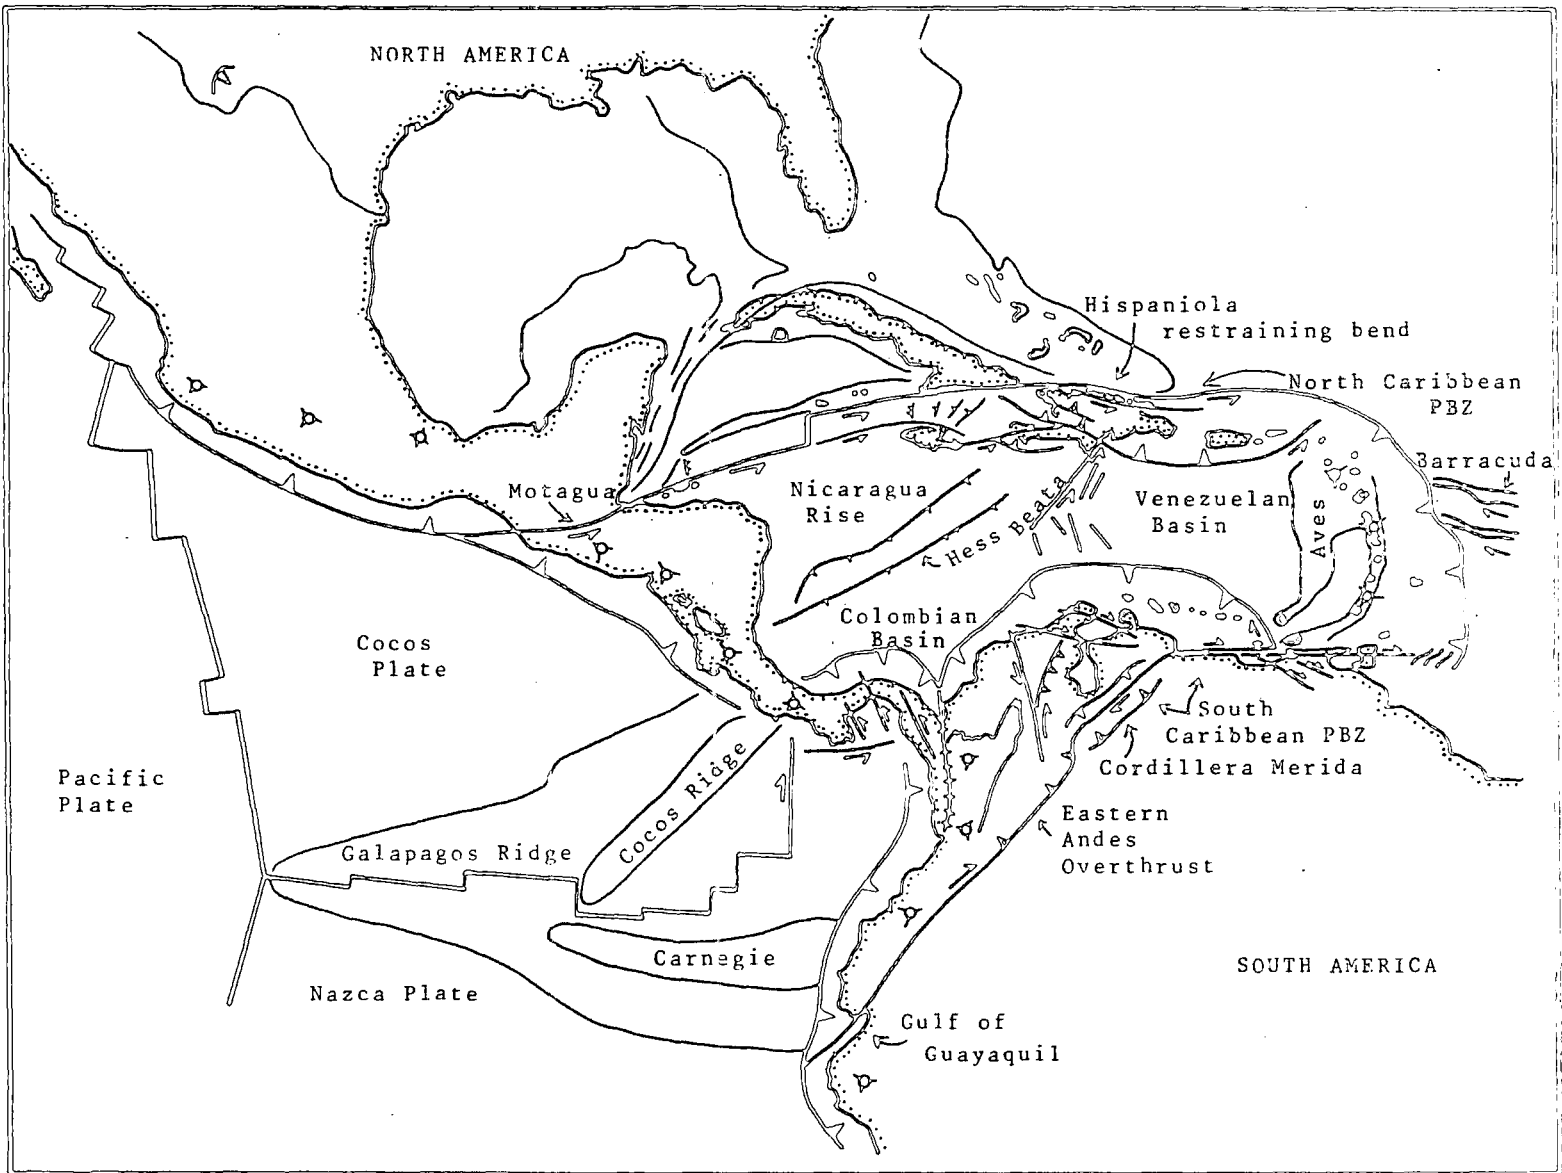 NORTH AMERICA
Hispaniola
restraining bend
North Caribbean
PBZ
Barracuda
Motagua
Nicaragua
Rise
Hess
Beata
Venezuelan
Basin
Aves
Colombian
Basin
Cocos
Plate
South
Caribbean PBZ
Cordillera Merida
Pacific
Plate
Cocos Ridge
Eastern
Andes
Overthrust
Galapagos Ridge
Carnegie
SOUTH AMERICA
Nazca Plate
Gulf of
Guayaquil